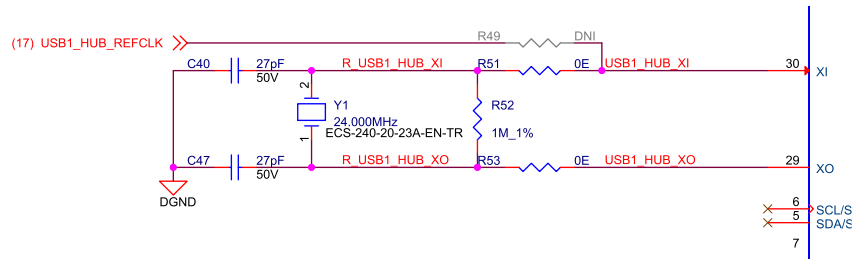 R49 DNI
(17) USB1_HUB_REFCLK
C40 27pF R_USB1_HUB_XI R51 0E USB1_HUB_XI 30
XI
50V
2
Y1 R52
24.000MHz
ECS-240-20-23A-EN-TR 1M_1%
1
C47 27pF R_USB1_HUB_XO R53 0E USB1_HUB_XO 29
XO
50V
DGND
6
SCL/S
5
SDA/S
7